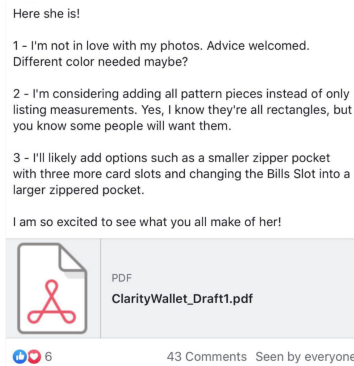 Here she is!
1 - I'm not in love with my photos. Advice welcomed.
Different color needed maybe?
2 - I'm considering adding all pattern pieces instead of only
listing measurements. Yes, I know they're all rectangles, but
you know some people will want them.
3 - I'll likely add options such as a smaller zipper pocket
with three more card slots and changing the Bills Slot into a
larger zippered pocket.
I am so excited to see what you all make of her!
PDF
ClarityWallet_Draft1.pdf
6 43 Comments Seen by everyone